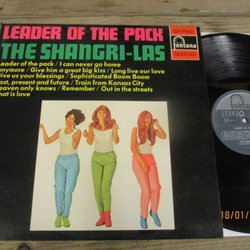 LEADER OF THE PACK
THE SHANGRI-LAS
stereo
fontana
special
Leader of the pack / I can never go home
anymore / Give him a great big kiss / Long live our love
Give us your blessings / Sophisticated Boom Boom
Past, present and future / Train from Kansas City
Heaven only knows / Remember / Out in the streets
What is love
STEREO
18/01/